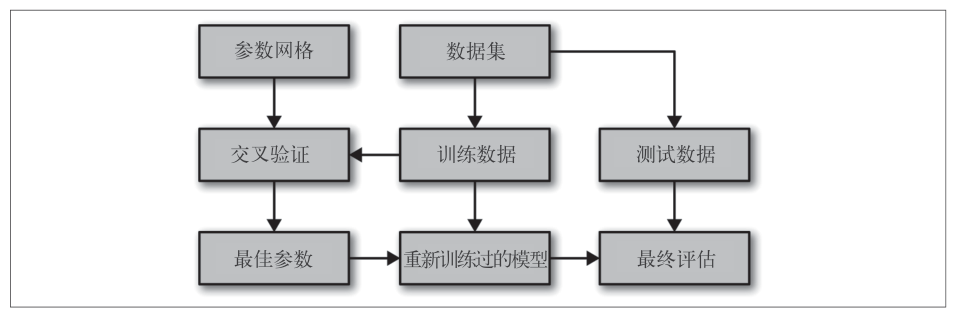 参数网格
数据集
交叉验证
训练数据
测试数据
最佳参数
重新训练过的模型
最终评估